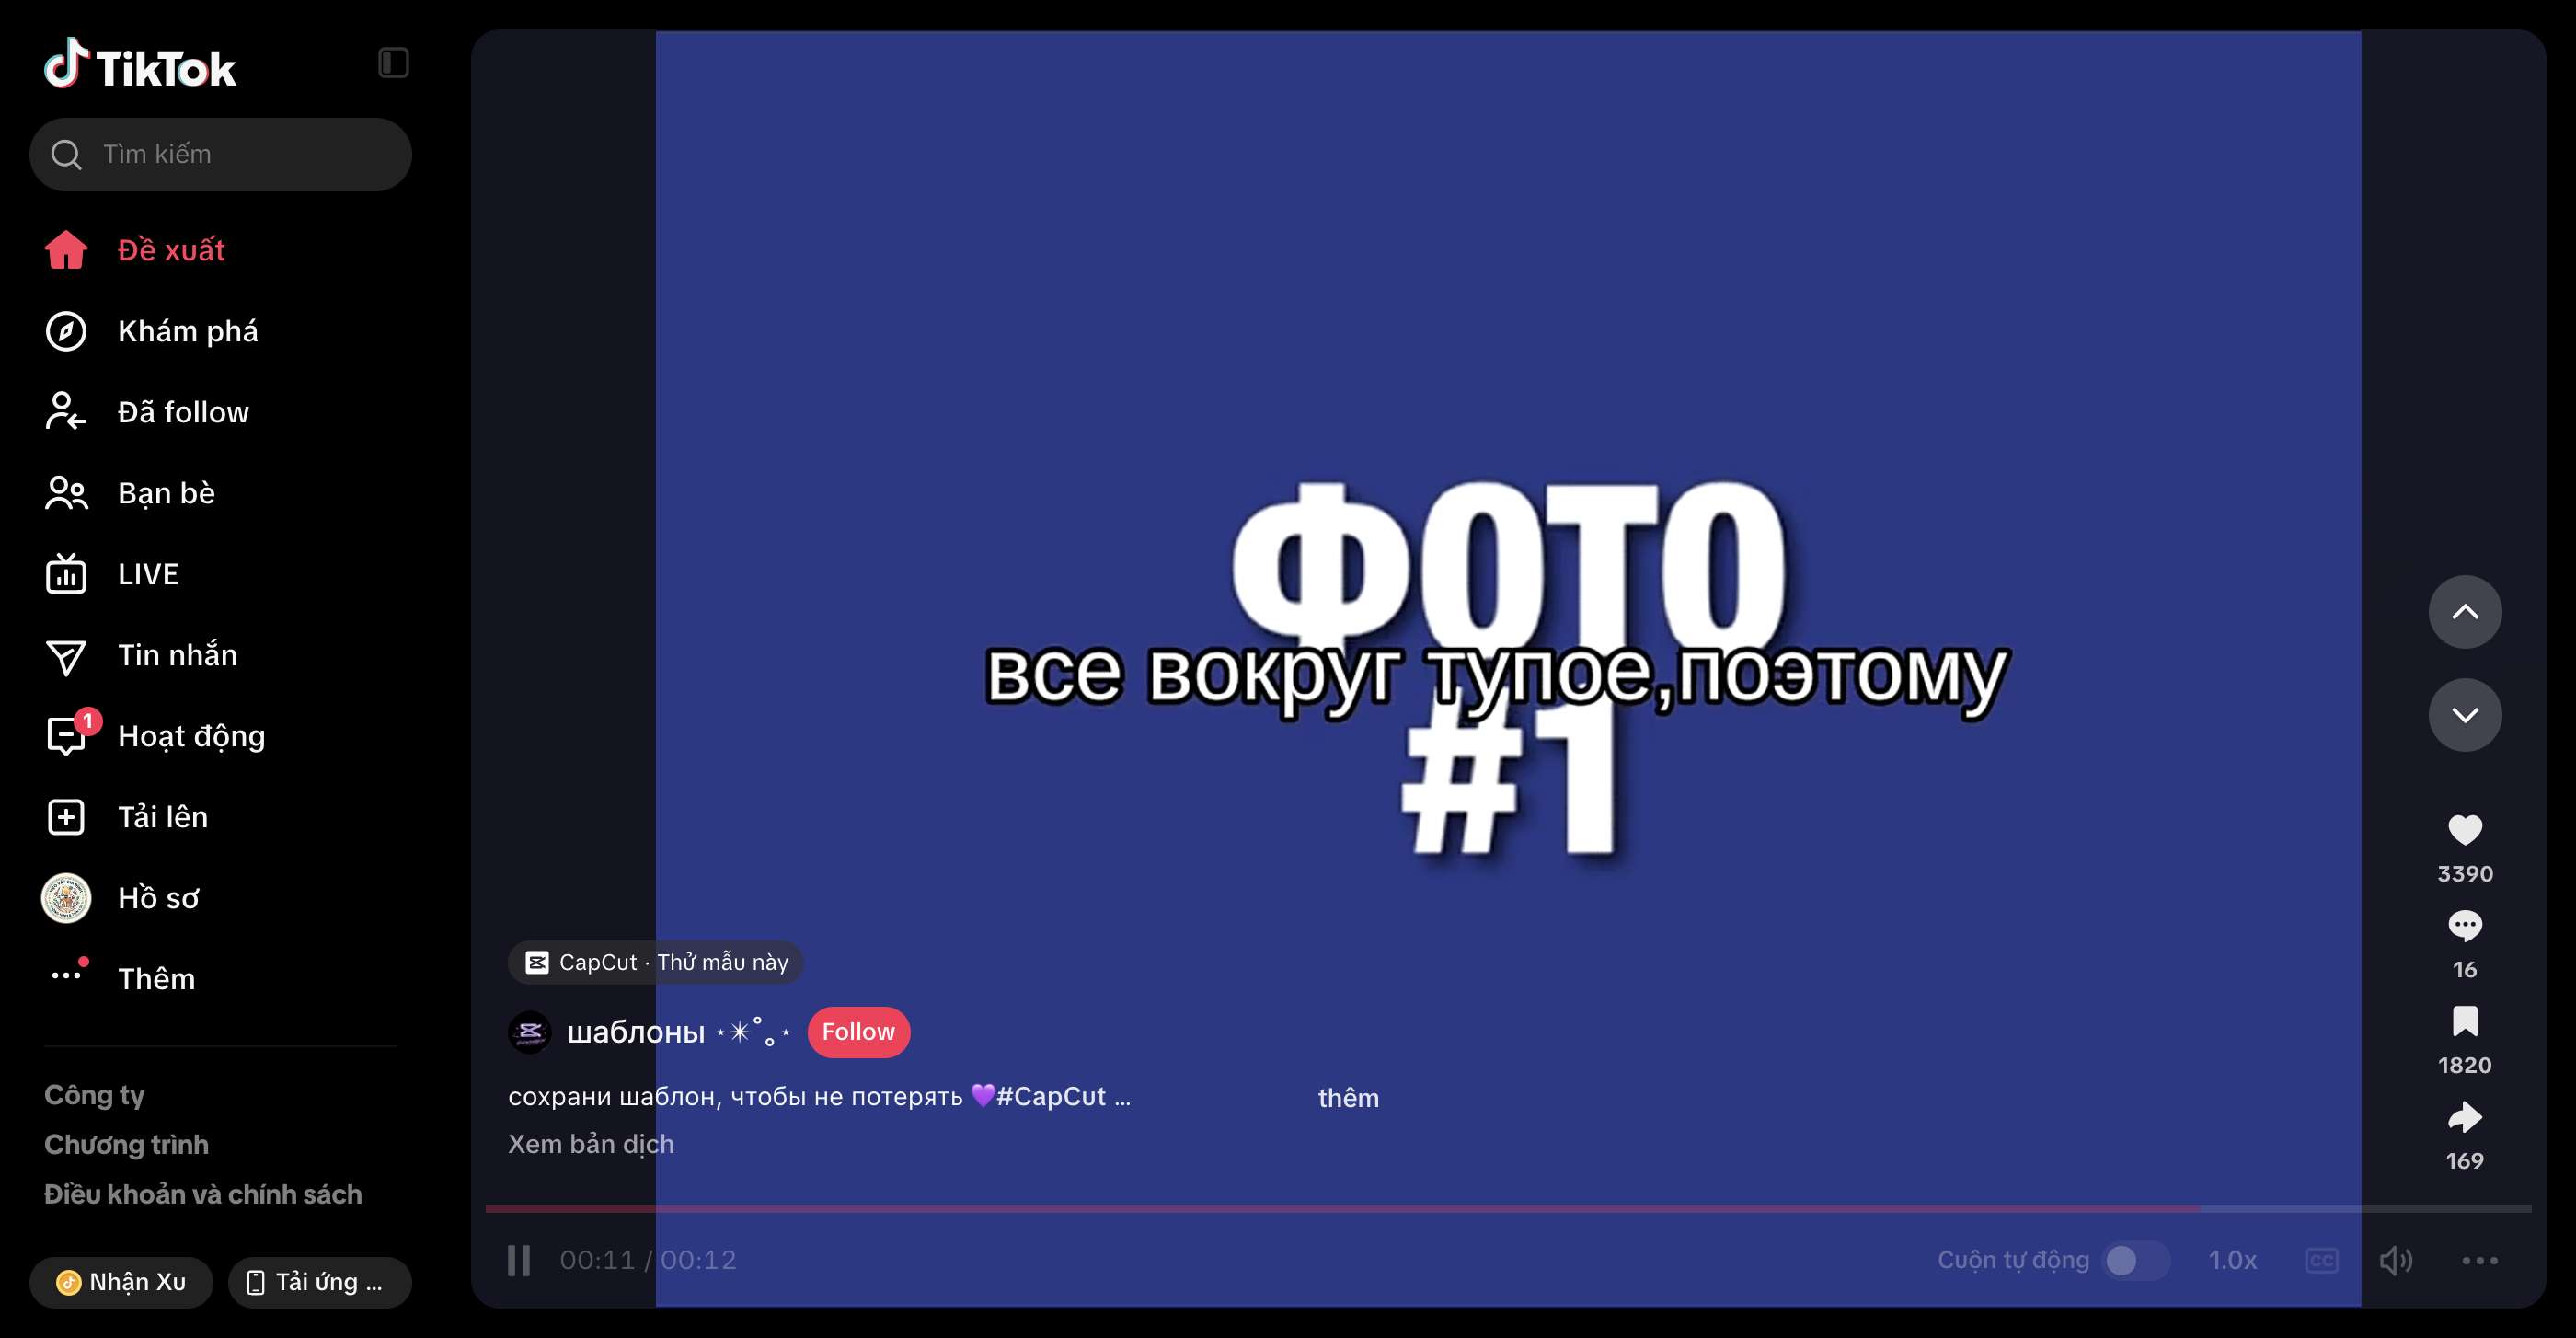 TikTok
Tìm kiếm
Đề xuất
Khám phá
Đã follow
Bạn bè
LIVE
Tin nhắn
1
Hoạt động
Tải lên
Hồ sơ
Thêm
Công ty
Chương trình
Điều khoản và chính sách
Nhận Xu
Tải ứng ...
ФОТО
все вокруг тупое,поэтому
#1
CapCut · Thử mẫu này
шаблоны
Follow
сохрани шаблон, чтобы не потерять 💜#CapCut ...
thêm
Xem bản dịch
00:11 / 00:12
Cuộn tự động
1.0x
CC
3390
16
1820
169